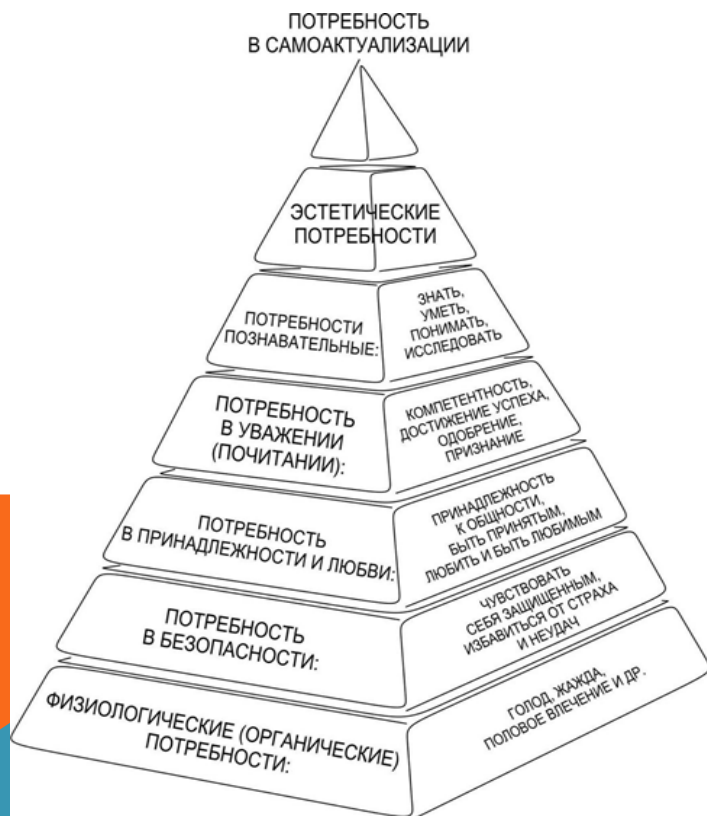 ПОТРЕБНОСТЬ
В САМОАКТУАЛИЗАЦИИ
ЭСТЕТИЧЕСКИЕ
ПОТРЕБНОСТИ
ПОТРЕБНОСТИ
ПОЗНАВАТЕЛЬНЫЕ:
ЗНАТЬ,
УМЕТЬ,
ПОНИМАТЬ,
ИССЛЕДОВАТЬ
ПОТРЕБНОСТЬ
В УВАЖЕНИИ
(ПОЧИТАНИИ):
КОМПЕТЕНТНОСТЬ,
ДОСТИЖЕНИЕ УСПЕХА,
ОДОБРЕНИЕ,
ПРИЗНАНИЕ
ПОТРЕБНОСТЬ
В ПРИНАДЛЕЖНОСТИ И ЛЮБВИ:
ПРИНАДЛЕЖНОСТЬ
К ОБЩНОСТИ,
БЫТЬ ПРИНЯТЫМ,
ЛЮБИТЬ И БЫТЬ ЛЮБИМЫМ
ПОТРЕБНОСТЬ
В БЕЗОПАСНОСТИ:
ЧУВСТВОВАТЬ
СЕБЯ ЗАЩИЩЕННЫМ,
ИЗБАВИТЬСЯ ОТ СТРАХА
И НЕУДАЧ
ФИЗИОЛОГИЧЕСКИЕ (ОРГАНИЧЕСКИЕ)
ПОТРЕБНОСТИ:
ГОЛОД, ЖАЖДА,
ПОЛОВОЕ ВЛЕЧЕНИЕ И ДР.